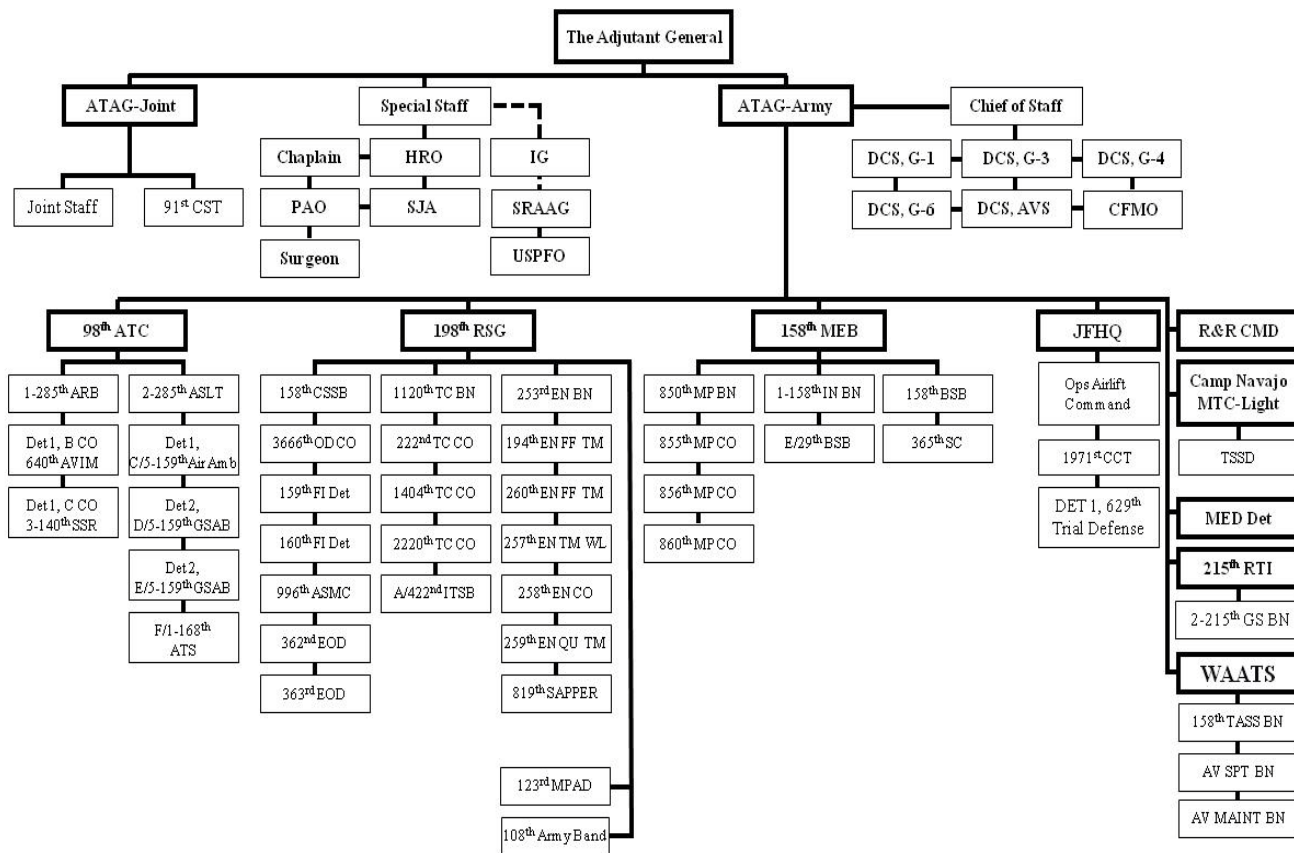 The Adjutant General
ATAG-Joint
Special Staff
ATAG-Army
Chief of Staff
Joint Staff
91st CST
Chaplain
HRO
IG
PAO
SJA
SRAAG
Surgeon
USPFO
DCS, G-1
DCS, G-3
DCS, G-4
DCS, G-6
DCS, AVS
CFMO
98th ATC
198th RSG
158th MEB
JFHQ
R&R CMD
1-285th ARB
Det1, B CO
640th AVIM
Det1, C CO
3-140th SSR
2-285th ASLT
Det 1,
C/5-159th Air Amb
Det2,
D/5-159th GSAB
Det 2,
E/5-159th GSAB
F/1-168th
ATS
158th CSSB
3666th OD CO
159th FI Det
160th FI Det
996th ASMC
362nd EOD
363rd EOD
1120th TC BN
222nd TC CO
1404th TC CO
2220th TC CO
A/422nd ITSB
253rd EN BN
194th EN FF TM
260th EN FF TM
257th EN TM WL
258th EN CO
259th EN QU TM
819th SAPPER
123rd MPAD
108th Army Band
850th MP BN
855th MP CO
856th MP CO
860th MP CO
1-158th IN BN
E/29th BSB
158th BSB
365th SC
Ops Airlift
Command
1971st CCT
DET 1, 629th
Trial Defense
Camp Navajo
MTC-Light
TSSD
MED Det
215th RTI
2-215th GS BN
WAATS
158th TASS BN
AV SPT BN
AV MAINT BN